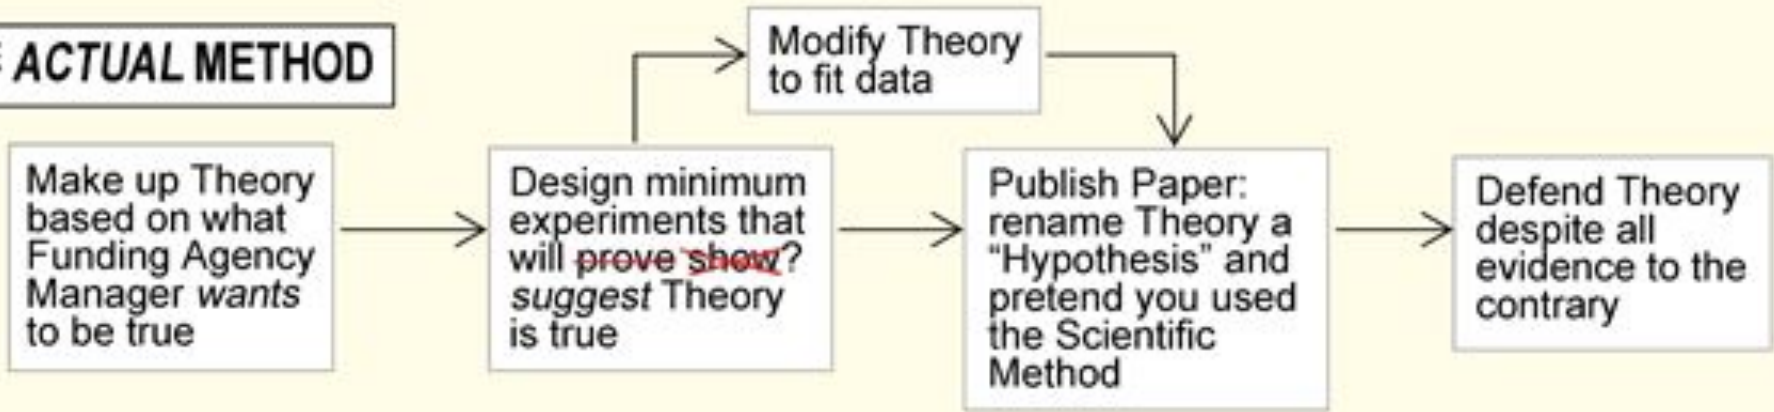 ACTUAL METHOD
Make up Theory
based on what
Funding Agency
Manager wants
to be true
Design minimum
experiments that
will prove show?
suggest Theory
is true
Modify Theory
to fit data
Publish Paper:
rename Theory a
“Hypothesis” and
pretend you used
the Scientific
Method
Defend Theory
despite all
evidence to the
contrary